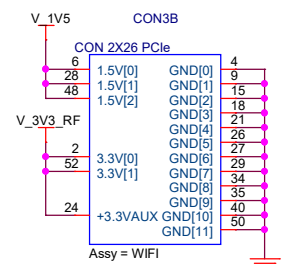 V_1V5 CON3B
CON 2X26 PCIe
6 1.5V[0] GND[0] 4
28 1.5V[1] GND[1] 9
48 1.5V[2] GND[2] 15
GND[3] 18
V_3V3_RF GND[4] 21
GND[5] 26
2 3.3V[0] GND[6] 27
52 3.3V[1] GND[7] 29
GND[8] 34
GND[9] 35
24 +3.3VAUX GND[10] 40
GND[11] 50
Assy = WIFI